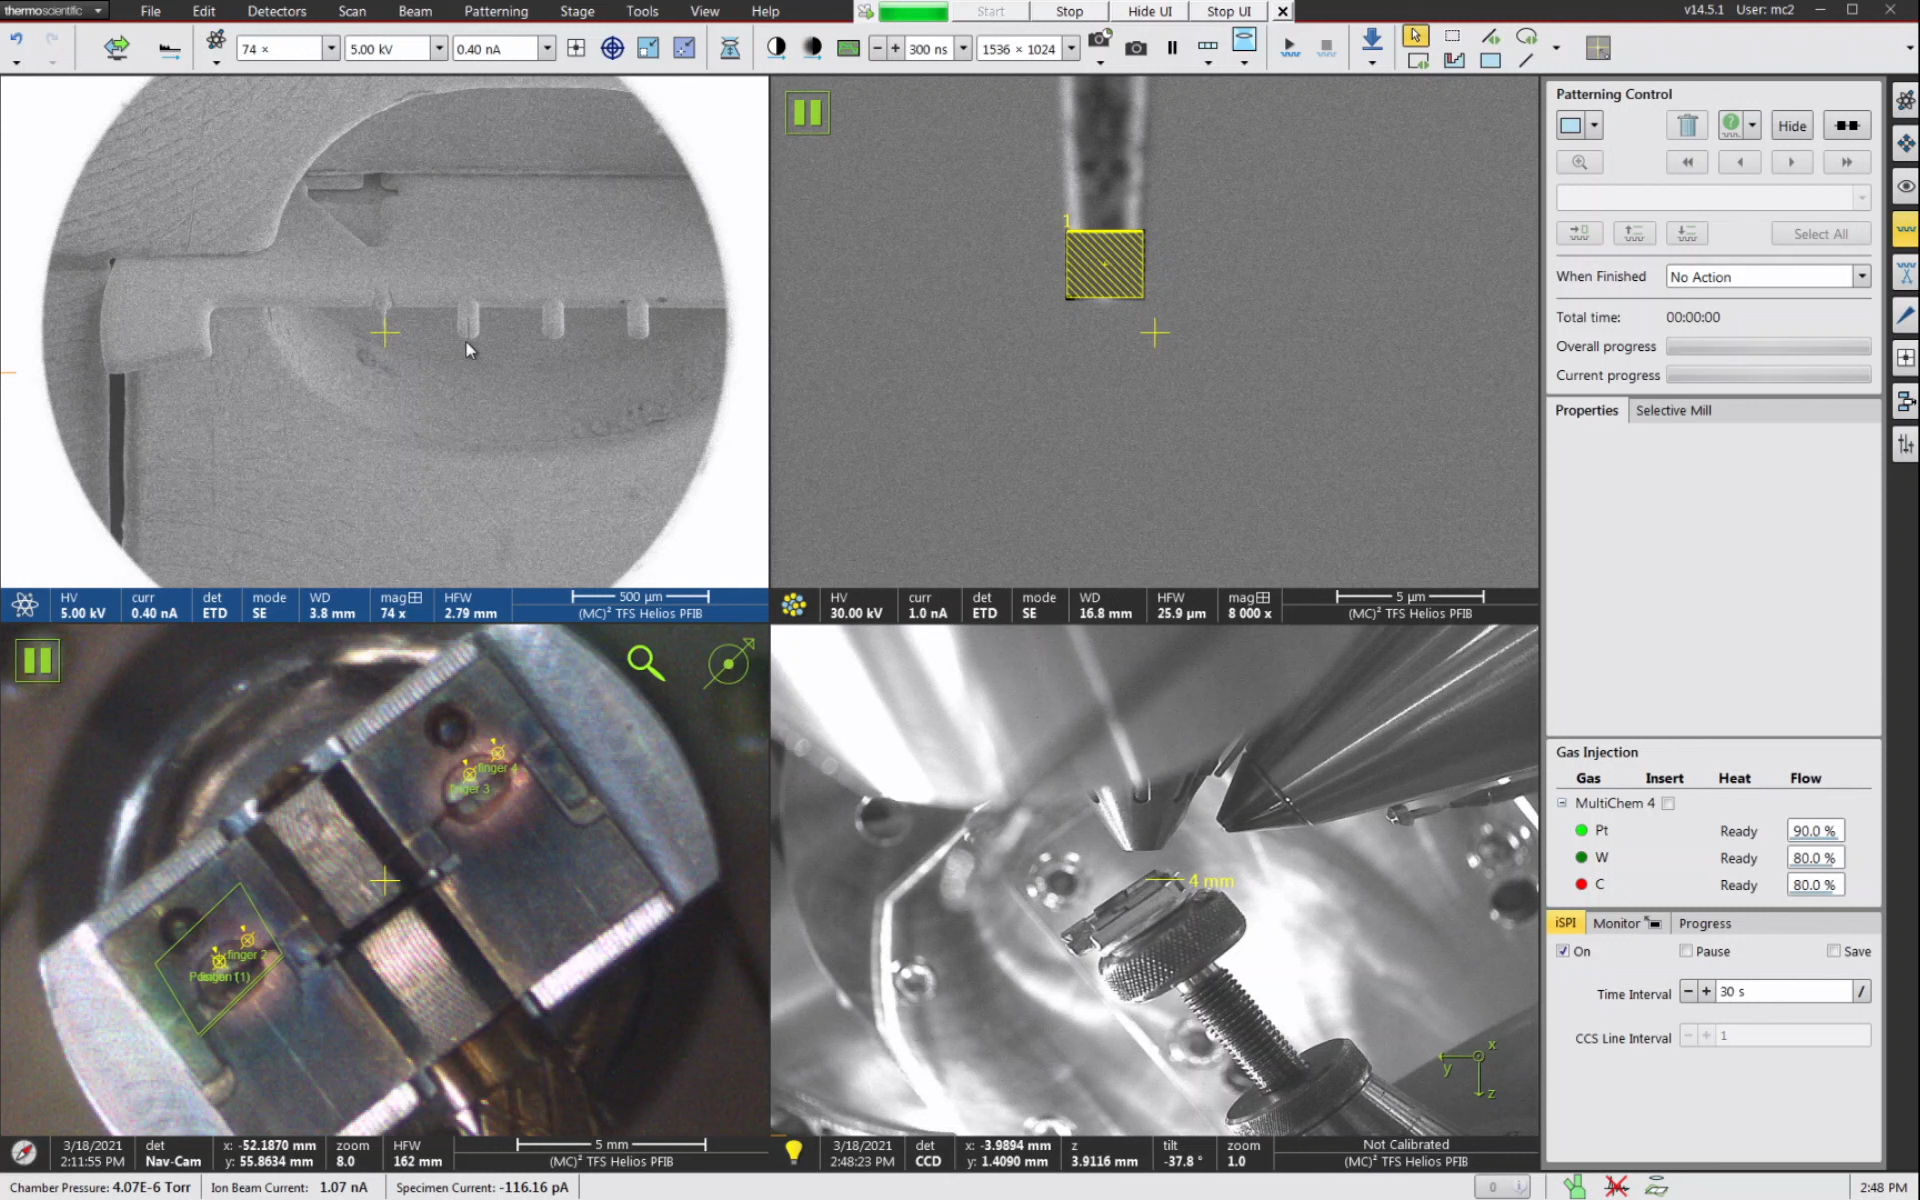 thermoscientific File Edit Detectors Scan Beam Patterning Stage Tools View Help Start Stop Hide UI Stop UI v14.5.1 User: mc2
74 × 5.00 kV 0.40 nA 300 ns 1536 × 1024
1
HV curr det mode WD mag HFW 500 µm
5.00 kV 0.40 nA ETD SE 3.8 mm 74 x 2.79 mm (MC)² TFS Helios PFIB
HV curr det mode WD HFW mag 5 µm
30.00 kV 1.0 nA ETD SE 16.8 mm 25.9 µm 8 000 x (MC)² TFS Helios PFIB
finger 4
finger 3
finger 2
4 mm
x
y
z
3/18/2021 det x: -52.1870 mm zoom HFW 5 mm
2:11:55 PM Nav-Cam y: 55.8634 mm 8.0 162 mm (MC)² TFS Helios PFIB
3/18/2021 det x: -3.9894 mm z tilt zoom Not Calibrated
2:48:23 PM CCD y: 1.4090 mm 3.9116 mm -37.8 ° 1.0 (MC)² TFS Helios PFIB
Patterning Control
Hide
Select All
When Finished No Action
Total time: 00:00:00
Overall progress
Current progress
Properties Selective Mill
Gas Injection
Gas Insert Heat Flow
MultiChem 4
Pt Ready 90.0 %
W Ready 80.0 %
C Ready 80.0 %
iSPI Monitor Progress
On Pause Save
Time Interval 30 s
CCS Line Interval 1
Chamber Pressure: 4.07E-6 Torr Ion Beam Current: 1.07 nA Specimen Current: -116.16 pA 0 2:48 PM